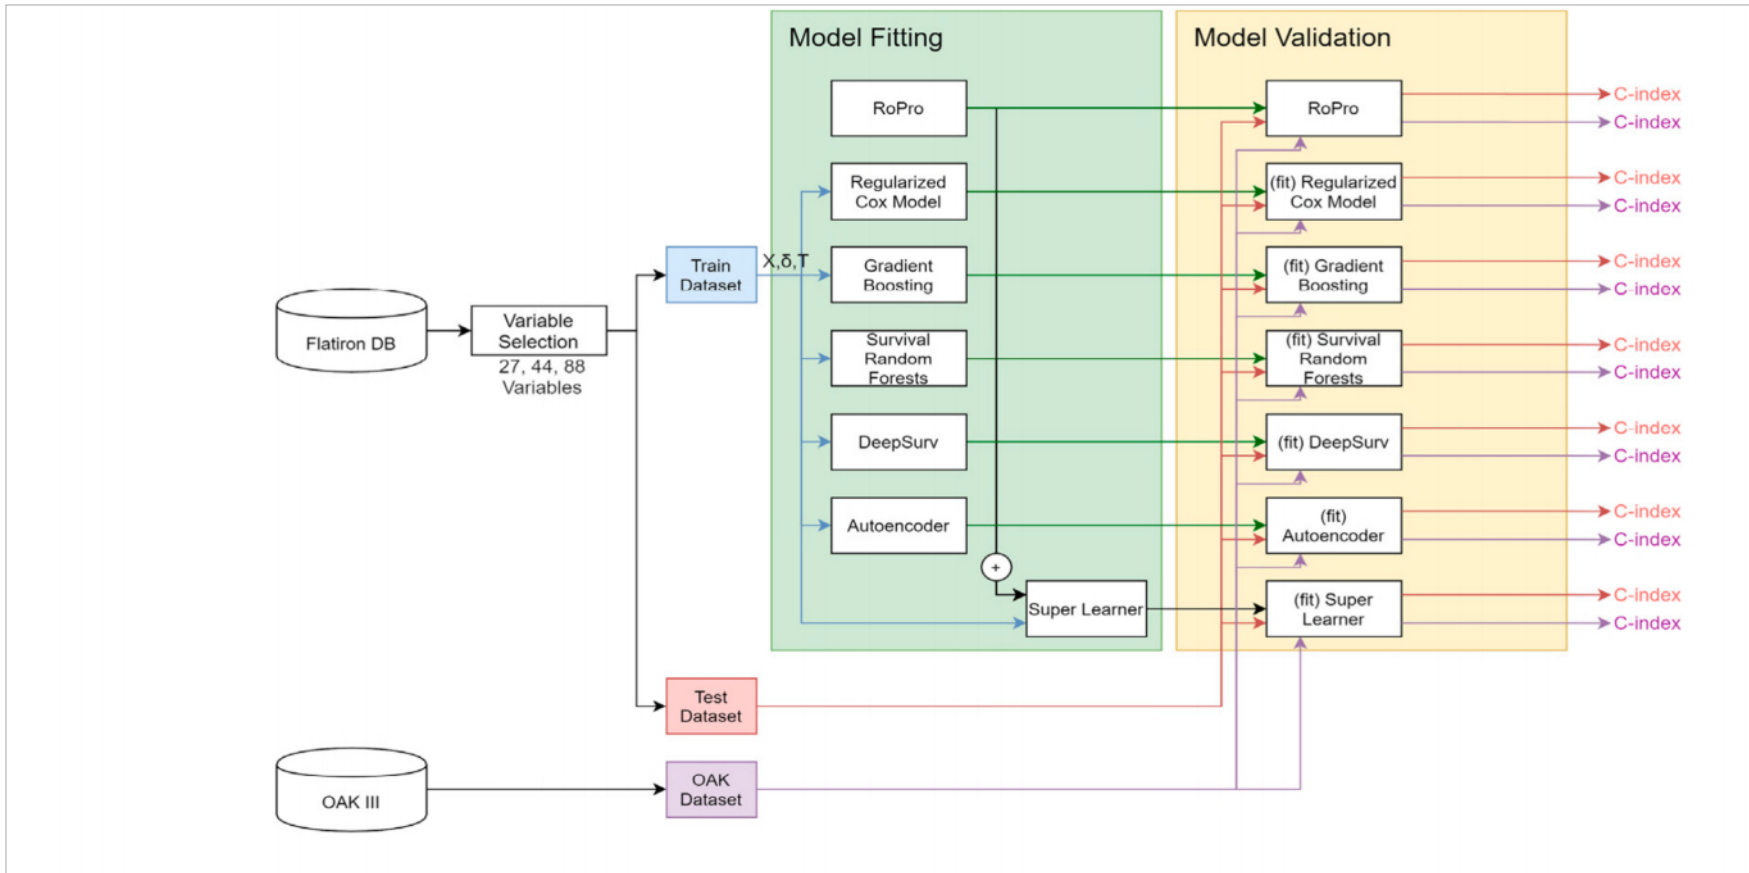 Model Fitting
Model Validation
RoPro
RoPro
C-index
C-index
Regularized
Cox Model
(fit) Regularized
Cox Model
C-index
C-index
Train
Dataset
X,δ,T
Gradient
Boosting
(fit) Gradient
Boosting
C-index
C-index
Flatiron DB
Variable
Selection
27, 44, 88
Variables
Survival
Random
Forests
(fit) Survival
Random
Forests
C-index
C-index
DeepSurv
(fit) DeepSurv
C-index
C-index
Autoencoder
(fit)
Autoencoder
C-index
C-index
+
Super Learner
(fit) Super
Learner
C-index
C-index
Test
Dataset
OAK III
OAK
Dataset